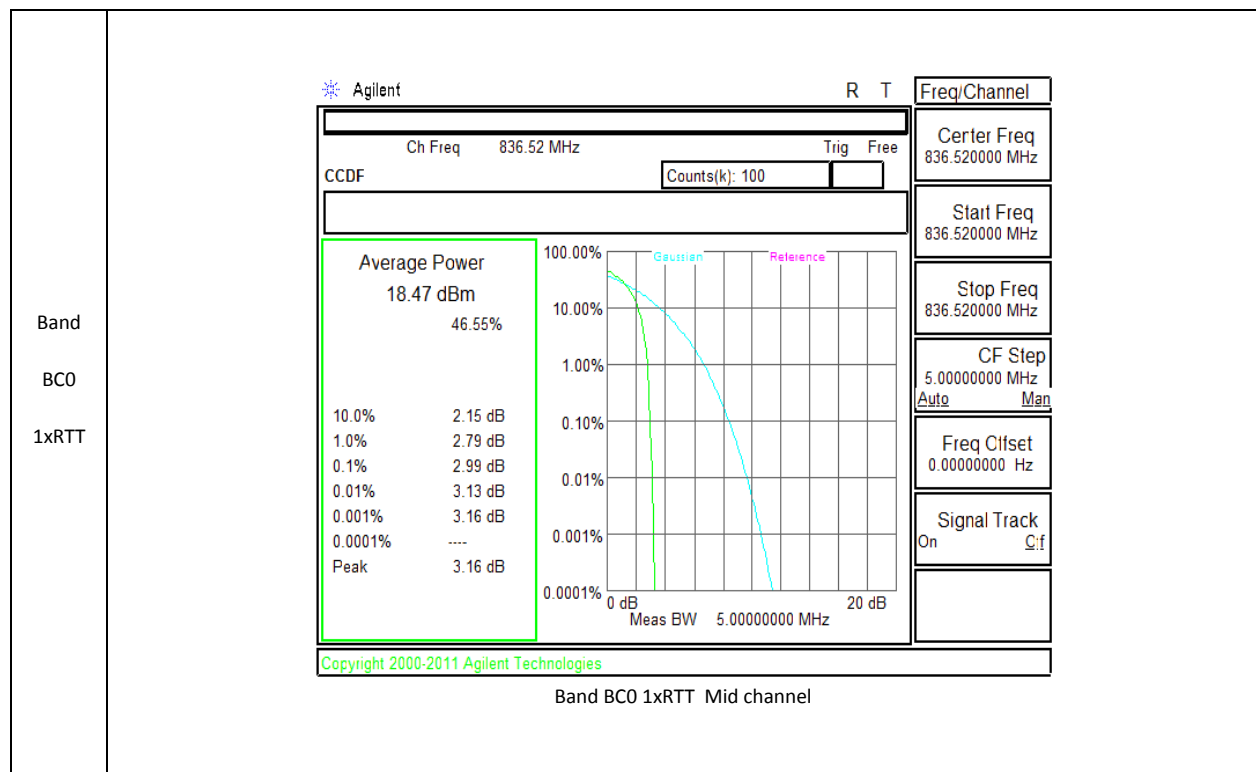 Band
BC0
1xRTT
Agilent R T
Ch Freq 836.52 MHz Trig Free
CCDF Counts(k): 100
Average Power
18.47 dBm
46.55%
10.0% 2.15 dB
1.0% 2.79 dB
0.1% 2.99 dB
0.01% 3.13 dB
0.001% 3.16 dB
0.0001% ----
Peak 3.16 dB
Gaussian Reference
100.00%
10.00%
1.00%
0.10%
0.01%
0.001%
0.0001%
0 dB 20 dB
Meas BW 5.00000000 MHz
Freq/Channel
Center Freq
836.520000 MHz
Start Freq
836.520000 MHz
Stop Freq
836.520000 MHz
CF Step
5.00000000 MHz
Auto Man
Freq Offset
0.00000000 Hz
Signal Track
On Off
Copyright 2000-2011 Agilent Technologies
Band BC0 1xRTT Mid channel